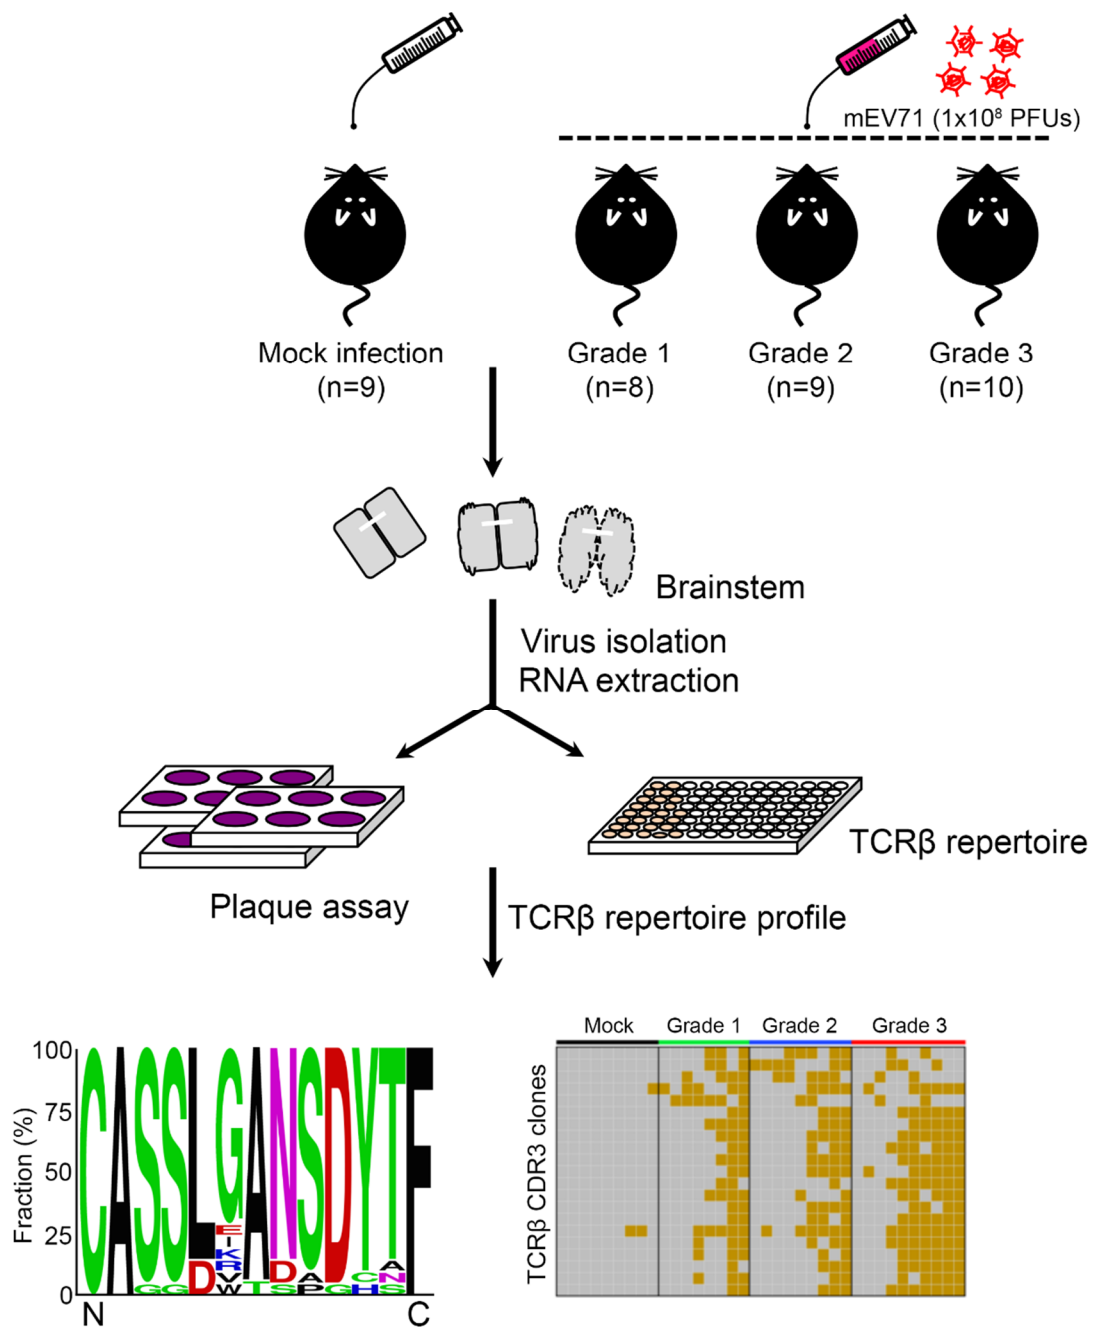 mEV71 (1x10⁸ PFUs)
Mock infection
(n=9)
Grade 1
(n=8)
Grade 2
(n=9)
Grade 3
(n=10)
Brainstem
Virus isolation
RNA extraction
Plaque assay
TCRβ repertoire
TCRβ repertoire profile
Fraction (%)
100
75
50
25
0
CASSLGANSDYTF
E
I
K
R
V
W
G
G
D
T
D
S
A
P
G
C
H
A
N
S
N
C
Mock
Grade 1
Grade 2
Grade 3
TCRβ CDR3 clones